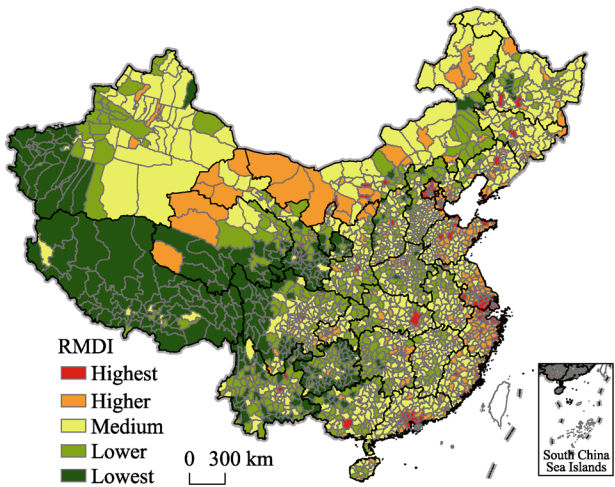 RMDI
Highest
Higher
Medium
Lower
Lowest
0 300 km
South China
Sea Islands